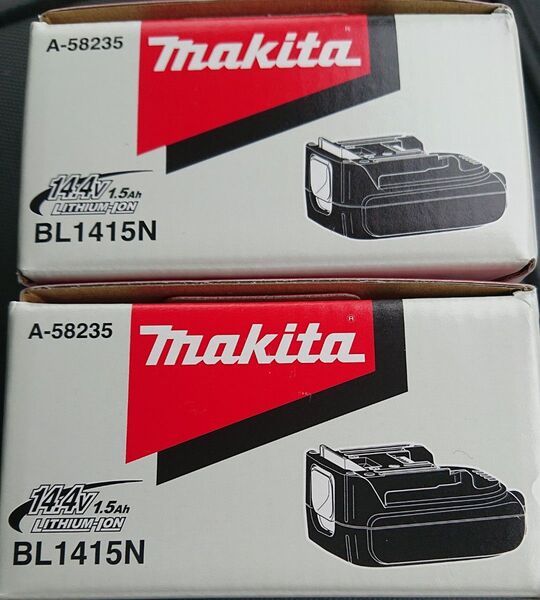 A-58235
makita®
14.4V 1.5Ah
LITHIUM-ION
BL1415N
A-58235
makita®
14.4V 1.5Ah
LITHIUM-ION
BL1415N